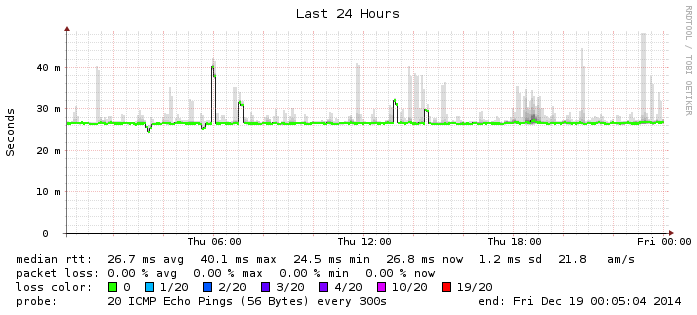 Last 24 Hours
RRDTOOL / TOBI OETIKER
Seconds
40 m
30 m
20 m
10 m
0
Thu 06:00 Thu 12:00 Thu 18:00 Fri 00:00
median rtt: 26.7 ms avg 40.1 ms max 24.5 ms min 26.8 ms now 1.2 ms sd 21.8 am/s
packet loss: 0.00 % avg 0.00 % max 0.00 % min 0.00 % now
loss color: 0 1/20 2/20 3/20 4/20 10/20 19/20
probe: 20 ICMP Echo Pings (56 Bytes) every 300s end: Fri Dec 19 00:05:04 2014